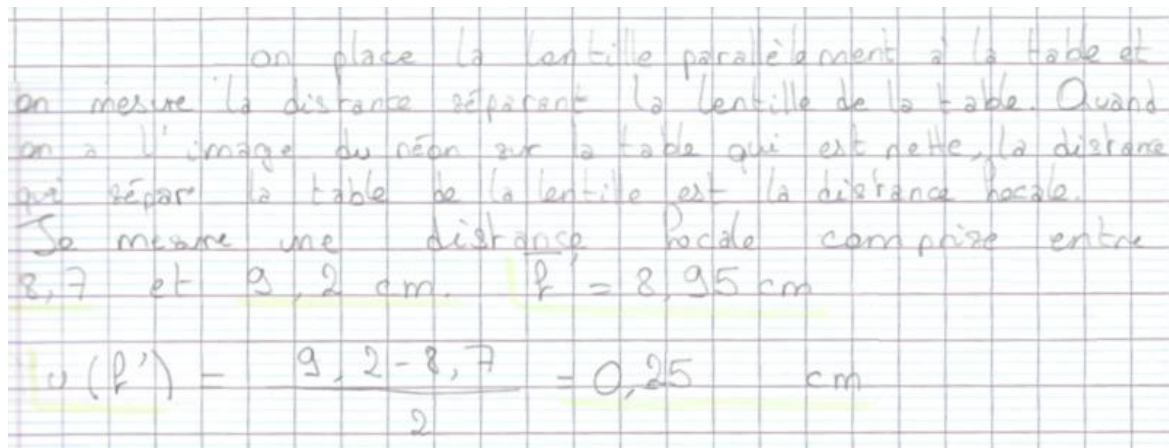 on place la lentille parallèlement à la table et
on mesure la distance séparant la lentille de la table. Quand
on a l'image du néon sur la table qui est nette, la distance
qui sépare la table de la lentille est la distance focale.
Je mesure une distance focale comprise entre
8,7 et 9,2 cm. f' = 8,95 cm
u(f') = \frac{9,2-8,7}{2} = 0,25 cm